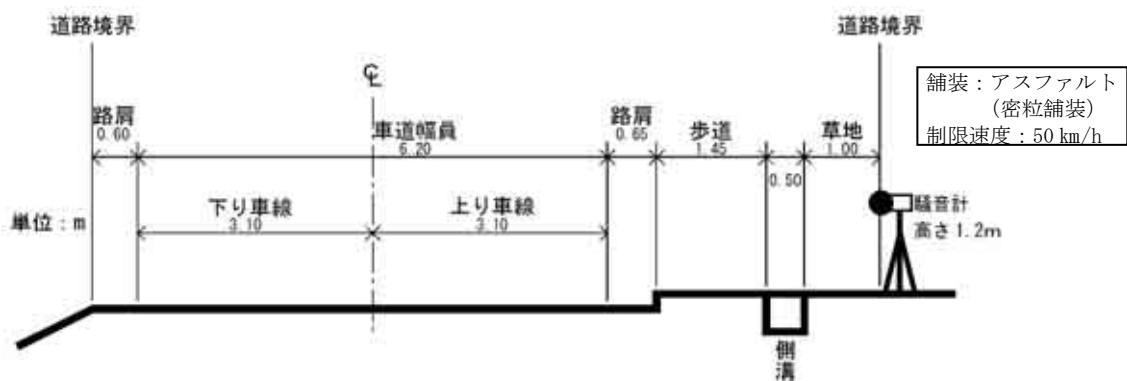 道路境界
道路境界
℄
舗装：アスファルト
(密粒舗装)
制限速度：50 km/h
路肩
0.60
車道幅員
6.20
路肩
0.65
歩道
1.45
草地
1.00
0.50
下り車線
3.10
上り車線
3.10
単位：m
騒音計
高さ1.2m
側溝